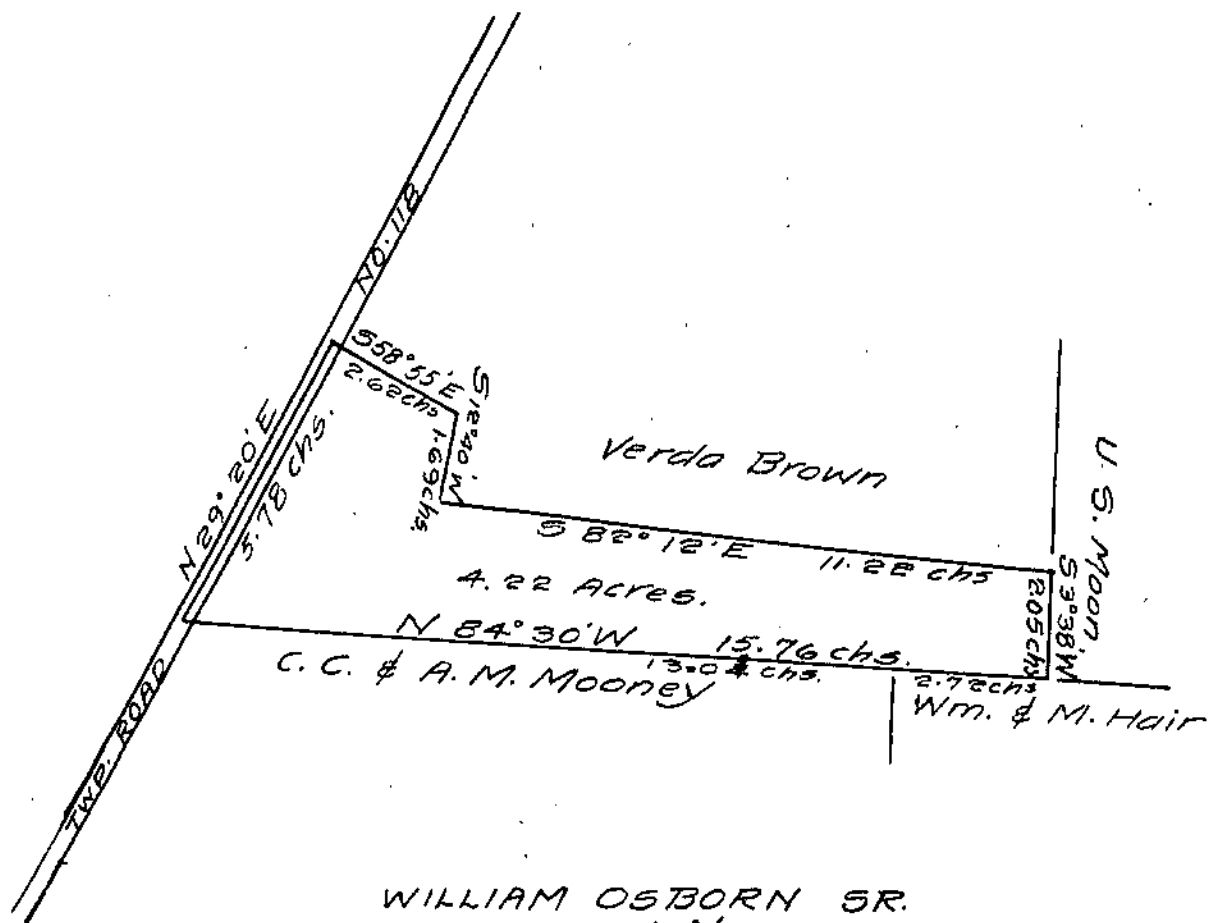 NO. 118
S 58° 55' E
2.62 chs
S 12° 40' W
1.69 chs.
N 29° 20' E
5.78 chs.
Verda Brown
U. S. Moon.
S 82° 12' E 11.22 chs
S 3° 38' W
2.05 chs
4.22 Acres.
N 84° 30' W 15.76 chs.
13.04 chs.
2.72 chs
C. C. & A. M. Mooney
Wm. & M. Hair
TWP. ROAD
WILLIAM OSBORN SR.